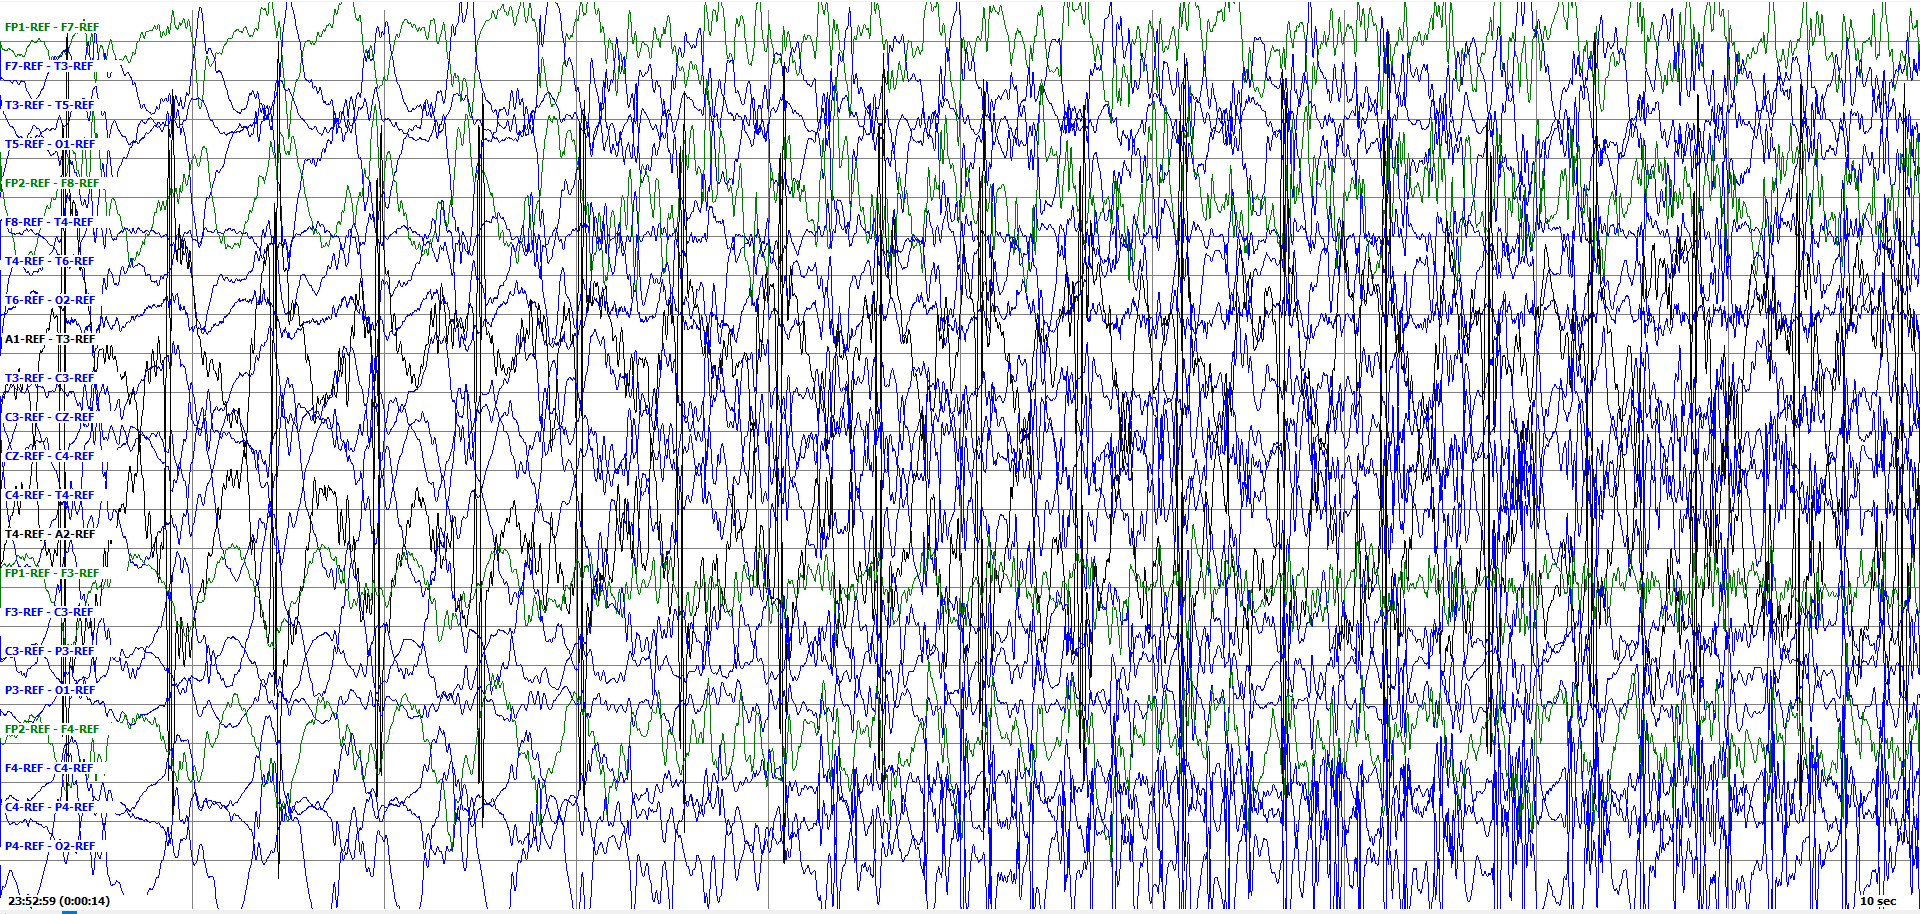 FP1-REF - F7-REF
F7-REF - T3-REF
T3-REF - T5-REF
T5-REF - O1-REF
FP2-REF - F8-REF
F8-REF - T4-REF
T4-REF - T6-REF
T6-REF - O2-REF
A1-REF - T3-REF
T3-REF - C3-REF
C3-REF - CZ-REF
CZ-REF - C4-REF
C4-REF - T4-REF
T4-REF - A2-REF
FP1-REF - F3-REF
F3-REF - C3-REF
C3-REF - P3-REF
P3-REF - O1-REF
FP2-REF - F4-REF
F4-REF - C4-REF
C4-REF - P4-REF
P4-REF - O2-REF
23:52:59 (0:00:14)
10 sec